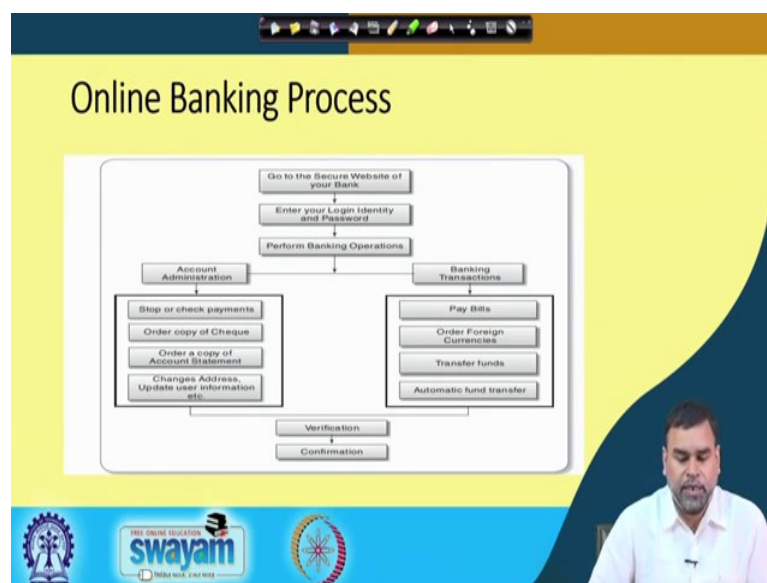 Online Banking Process
Go to the Secure Website of
your Bank
Enter your Login Identity
and Password
Perform Banking Operations
Account
Administration
Banking
Transactions
Stop or check payments
Order copy of Cheque
Order a copy of
Account Statement
Changes Address,
Update user information
etc.
Pay Bills
Order Foreign
Currencies
Transfer funds
Automatic fund transfer
Verification
Confirmation
FREE ONLINE EDUCATION
swayam